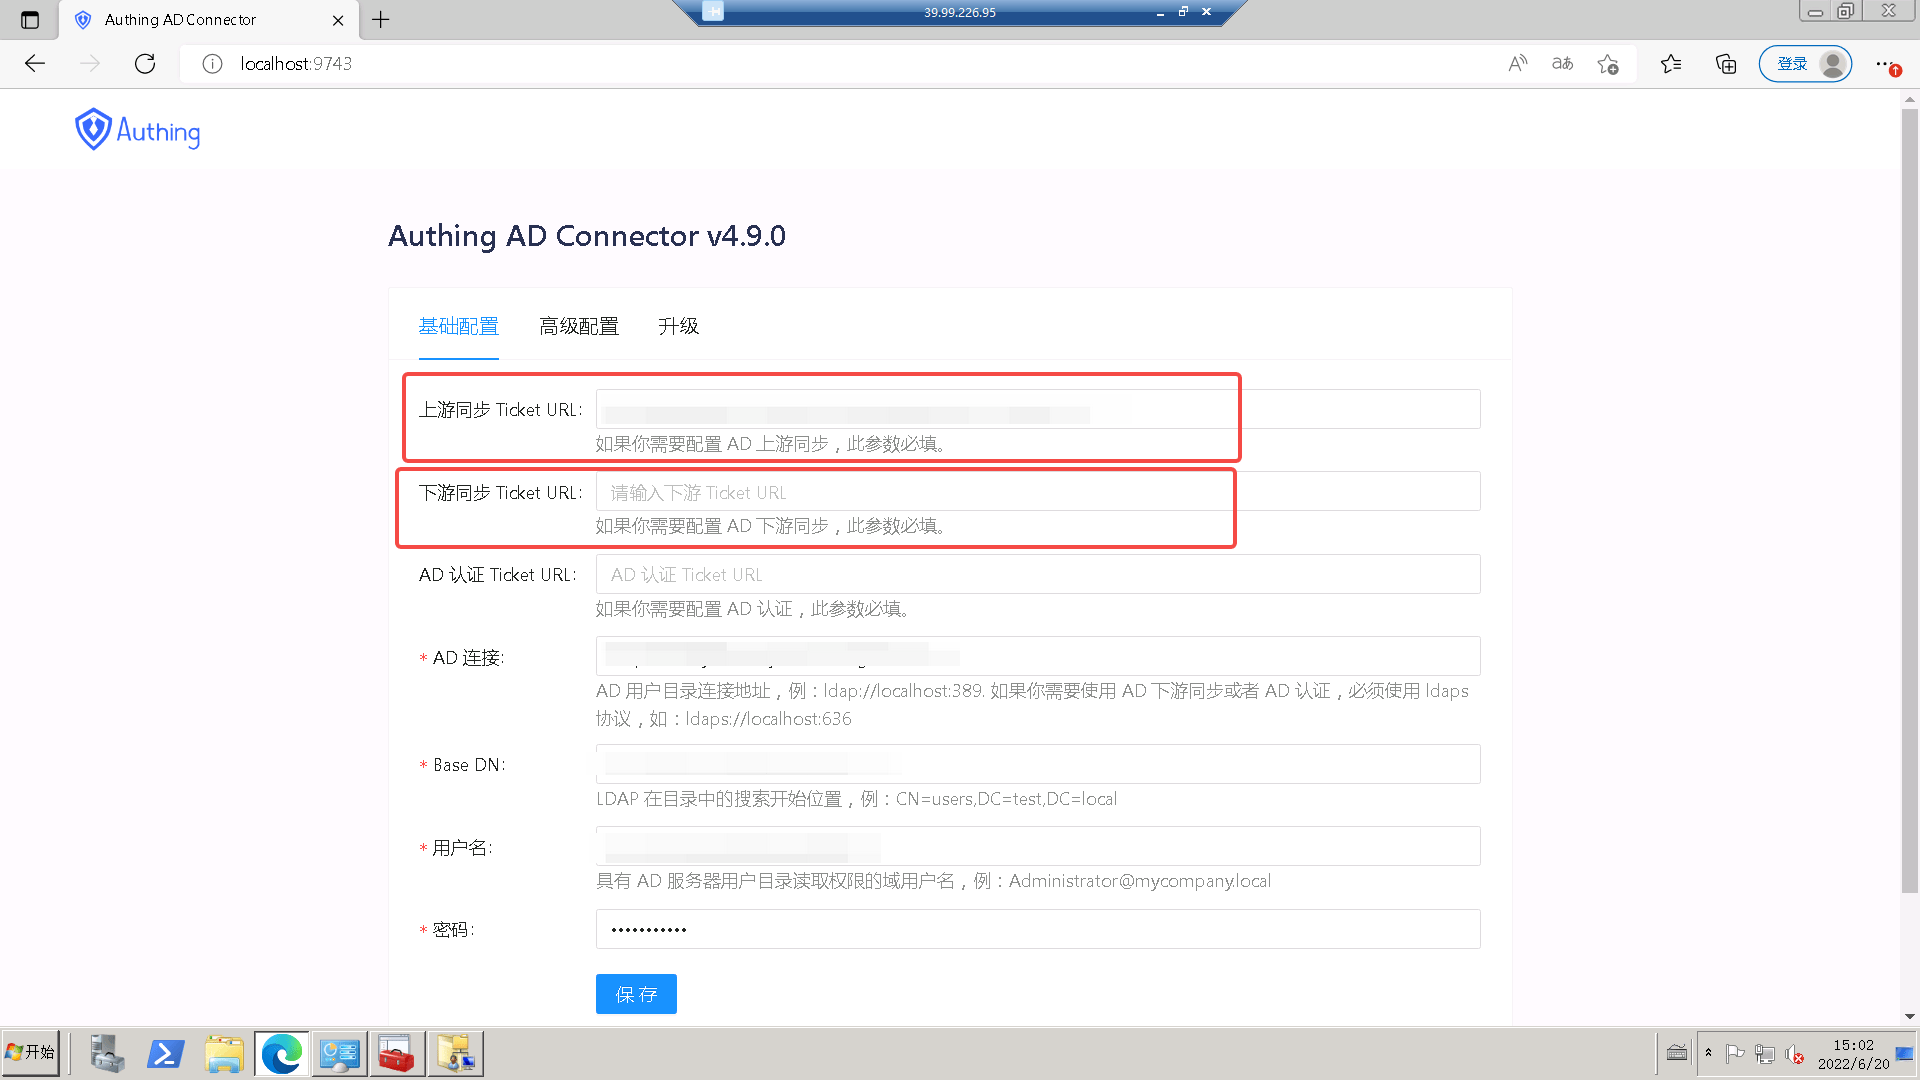 Authing AD Connector
39.99.226.95
localhost:9743
登录
Authing
Authing AD Connector v4.9.0
基础配置 高级配置 升级
上游同步 Ticket URL:
如果你需要配置 AD 上游同步，此参数必填。
下游同步 Ticket URL: 请输入下游 Ticket URL
如果你需要配置 AD 下游同步，此参数必填。
AD 认证 Ticket URL: AD 认证 Ticket URL
如果你需要配置 AD 认证，此参数必填。
* AD 连接:
AD 用户目录连接地址，例：ldap://localhost:389. 如果你需要使用 AD 下游同步或者 AD 认证，必须使用 ldaps
协议，如：ldaps://localhost:636
* Base DN:
LDAP 在目录中的搜索开始位置，例：CN=users,DC=test,DC=local
* 用户名:
具有 AD 服务器用户目录读取权限的域用户名，例：Administrator@mycompany.local
* 密码: •••••••••••
保 存
开始
15:02
2022/6/20